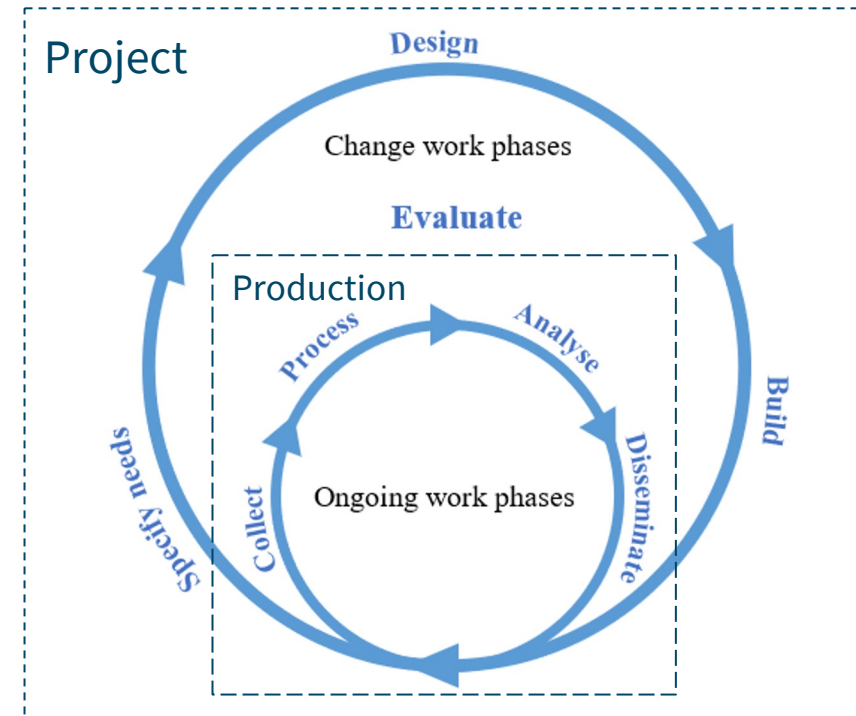 Project
Design
Change work phases
Evaluate
Production
Process
Analyse
Build
Specify needs
Collect
Ongoing work phases
Disseminate